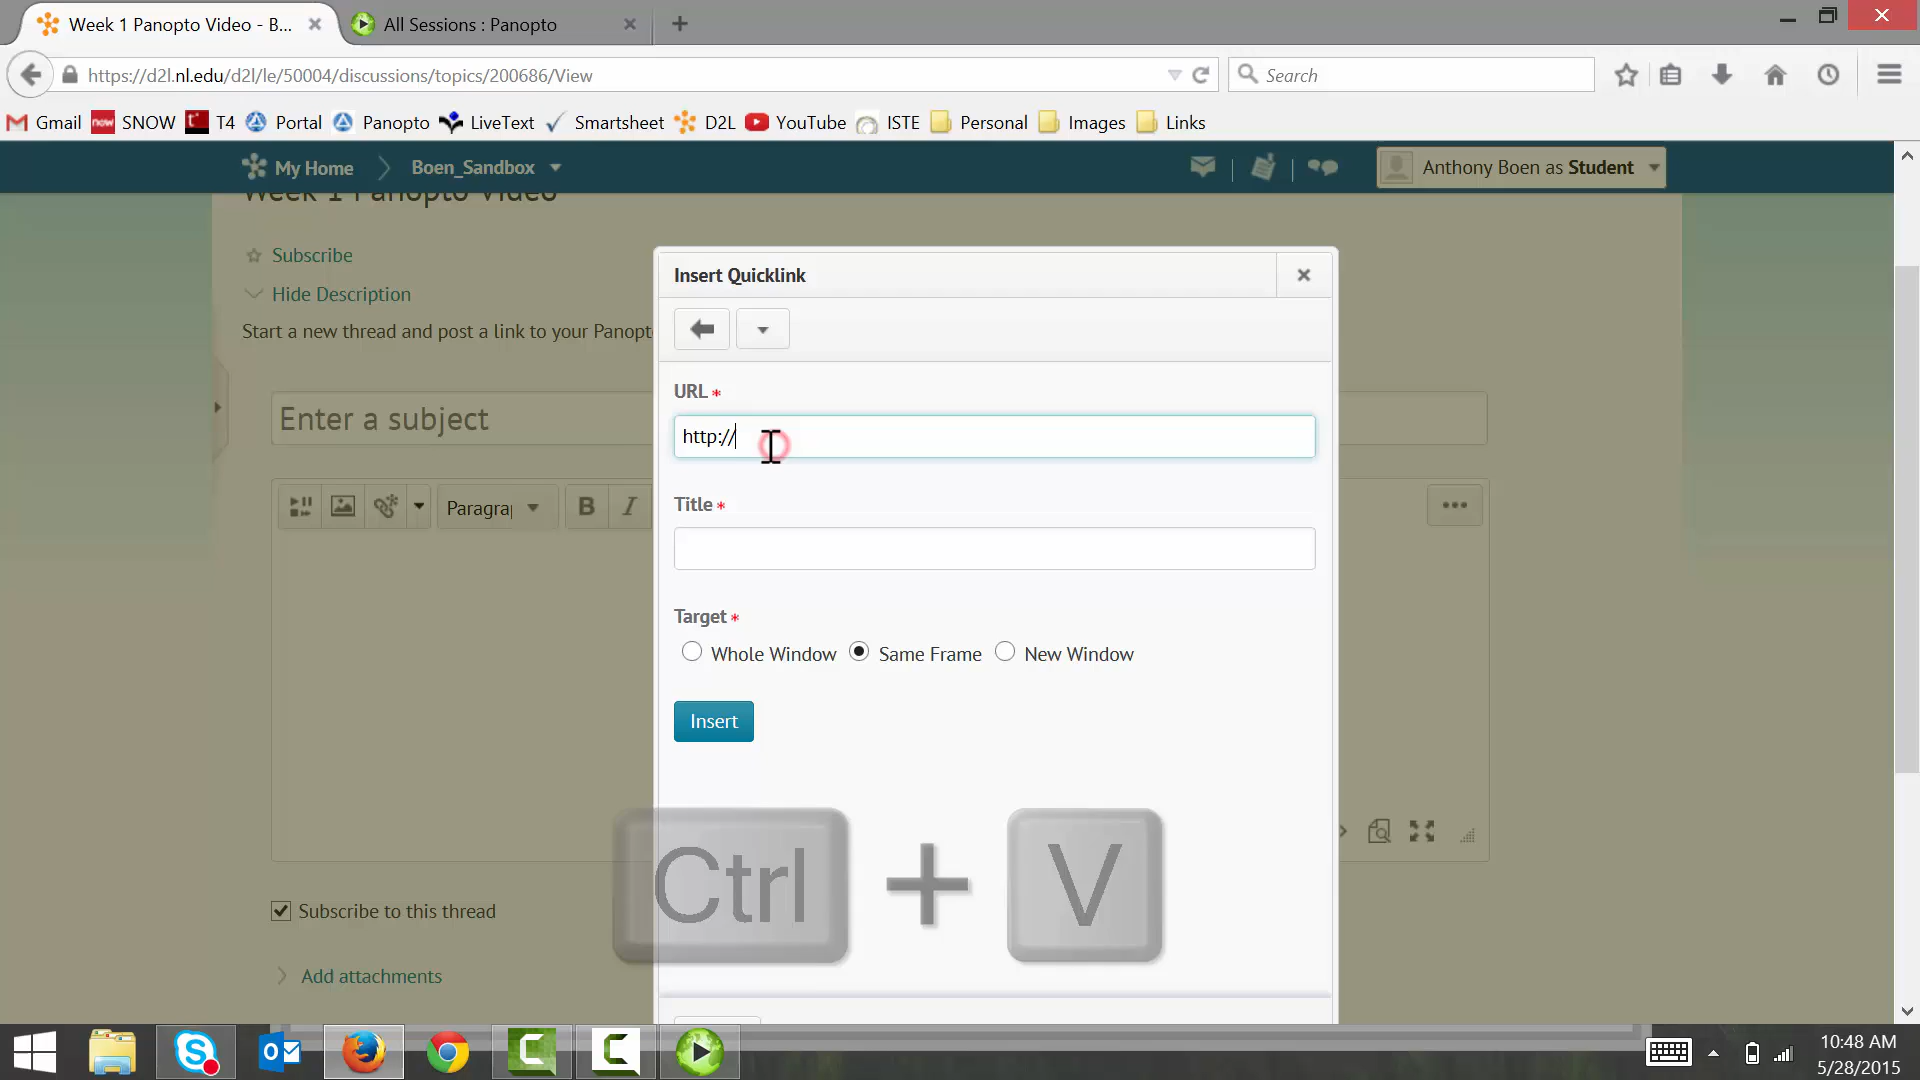 Week 1 Panopto Video - B...
All Sessions : Panopto
https://d2l.nl.edu/d2l/le/50004/discussions/topics/200686/View
Search
Gmail
SNOW
T4
Portal
Panopto
LiveText
Smartsheet
D2L
YouTube
ISTE
Personal
Images
Links
My Home
Boen_Sandbox
Anthony Boen as Student
Week 1 Panopto Video
Subscribe
Hide Description
Start a new thread and post a link to your Panopt
Insert Quicklink
URL *
http://
Title *
Target *
Whole Window
Same Frame
New Window
Insert
Enter a subject
Paragra
B I
Subscribe to this thread
Add attachments
Ctrl + V
10:48 AM
5/28/2015